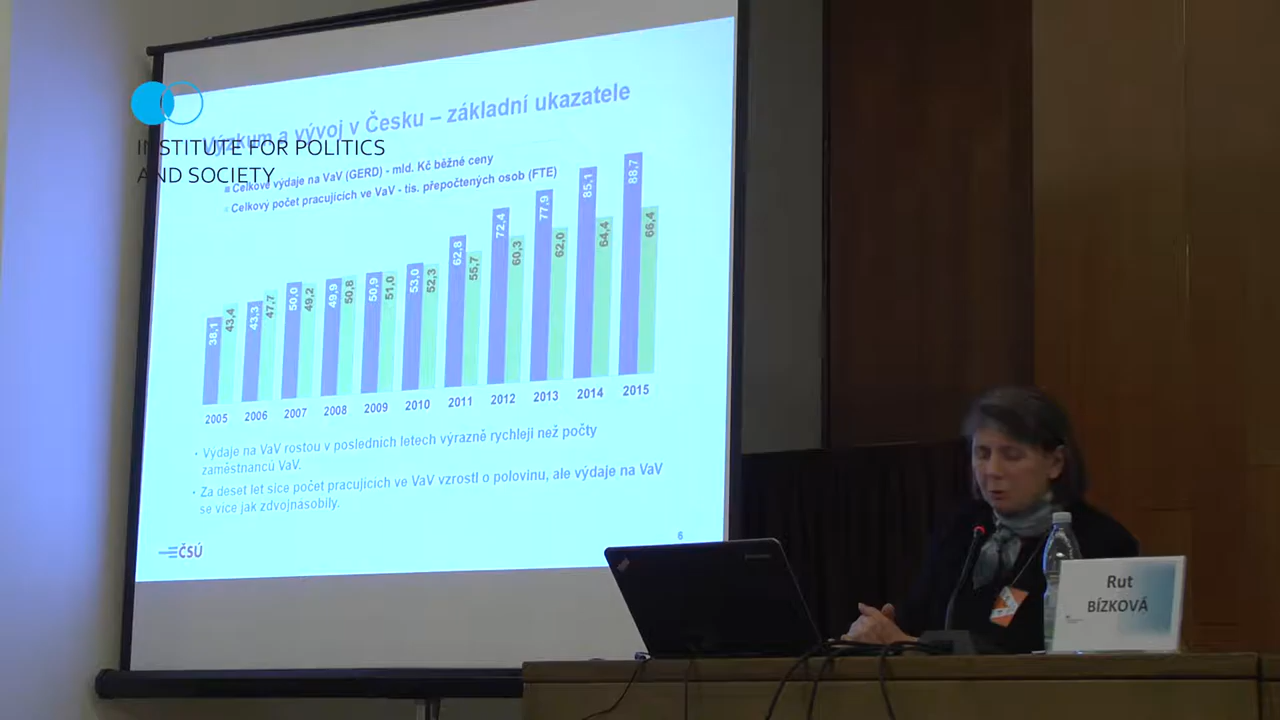 INSTITUTE FOR POLITICS
AND SOCIETY
Výzkum a vývoj v Česku – základní ukazatele
Celkové výdaje na VaV (GERD) - mld. Kč běžné ceny
Celkový počet pracujících ve VaV - tis. přepočtených osob (FTE)
38,1 43,4 43,3 47,7 50,0 49,2 49,9 50,8 50,9 51,0 53,0 52,3 62,8 55,7 72,4 60,3 77,9 62,0 85,1 64,4 88,7 66,4
2005 2006 2007 2008 2009 2010 2011 2012 2013 2014 2015
• Výdaje na VaV rostou v posledních letech výrazně rychleji než počty
zaměstnanců VaV.
• Za deset let sice počet pracujících ve VaV vzrostl o polovinu, ale výdaje na VaV
se více jak zdvojnásobily.
6
ČSÚ
Rut
BÍZKOVÁ